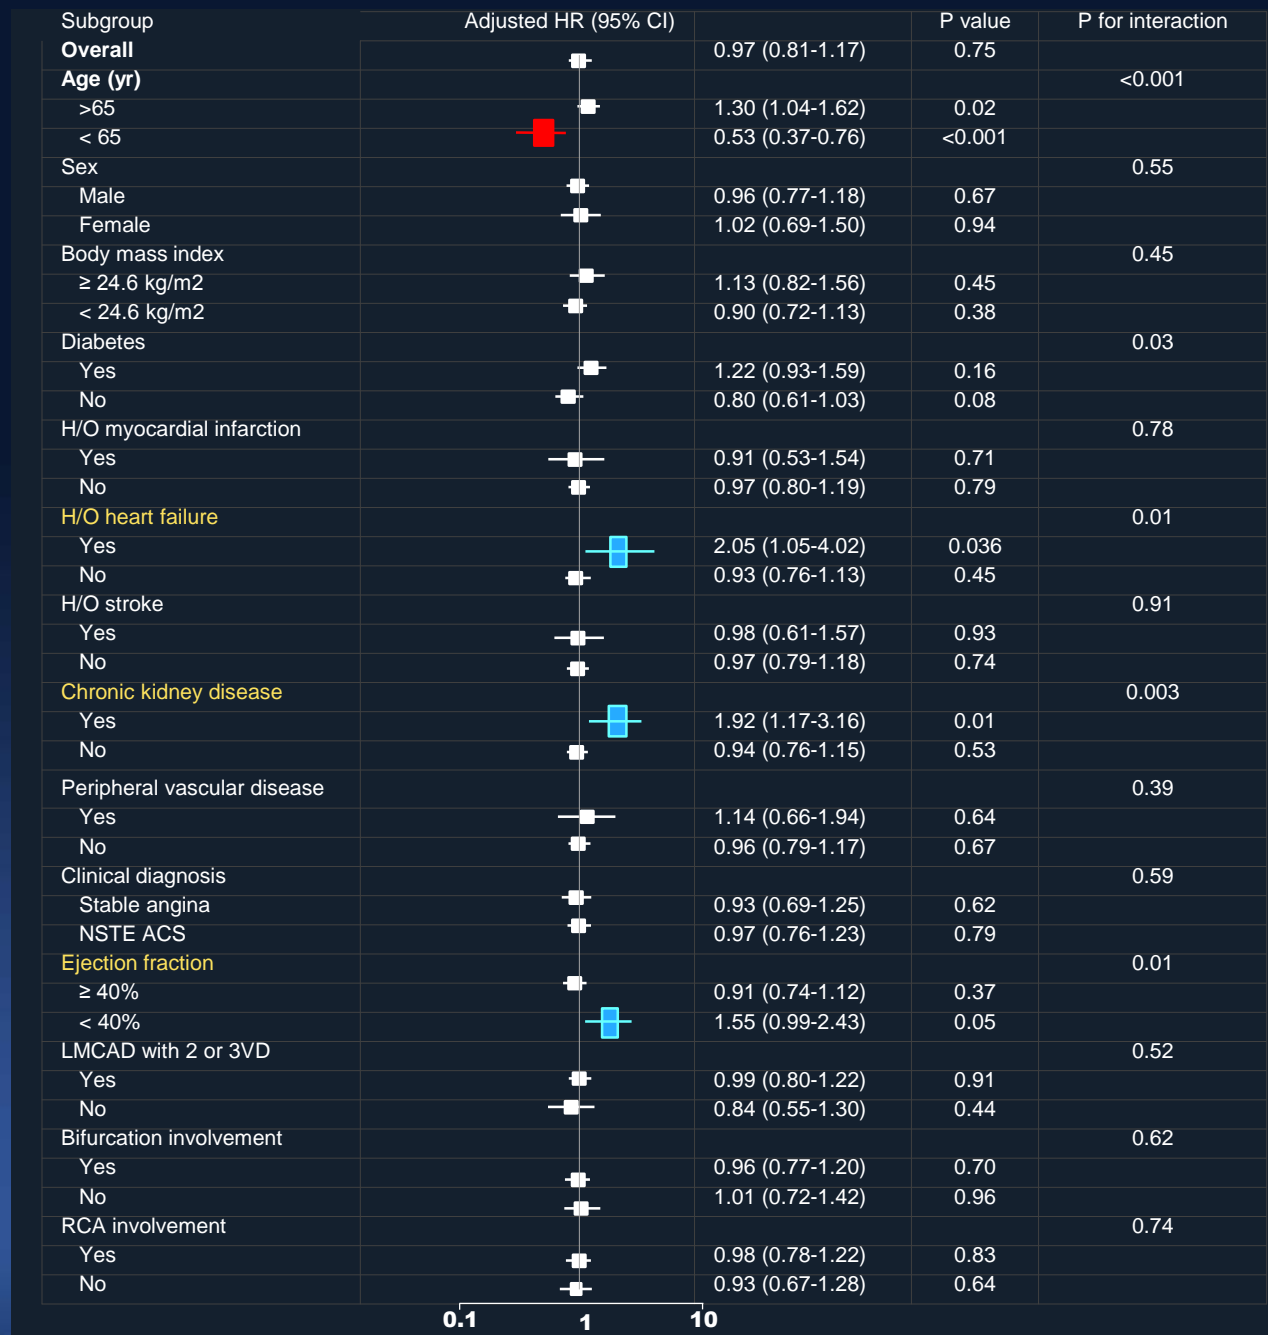 Subgroup Adjusted HR (95% CI) P value P for interaction
Overall 0.97 (0.81-1.17) 0.75
Age (yr) <0.001
>65 1.30 (1.04-1.62) 0.02
< 65 0.53 (0.37-0.76) <0.001
Sex 0.55
Male 0.96 (0.77-1.18) 0.67
Female 1.02 (0.69-1.50) 0.94
Body mass index 0.45
≥ 24.6 kg/m2 1.13 (0.82-1.56) 0.45
< 24.6 kg/m2 0.90 (0.72-1.13) 0.38
Diabetes 0.03
Yes 1.22 (0.93-1.59) 0.16
No 0.80 (0.61-1.03) 0.08
H/O myocardial infarction 0.78
Yes 0.91 (0.53-1.54) 0.71
No 0.97 (0.80-1.19) 0.79
H/O heart failure 0.01
Yes 2.05 (1.05-4.02) 0.036
No 0.93 (0.76-1.13) 0.45
H/O stroke 0.91
Yes 0.98 (0.61-1.57) 0.93
No 0.97 (0.79-1.18) 0.74
Chronic kidney disease 0.003
Yes 1.92 (1.17-3.16) 0.01
No 0.94 (0.76-1.15) 0.53
Peripheral vascular disease 0.39
Yes 1.14 (0.66-1.94) 0.64
No 0.96 (0.79-1.17) 0.67
Clinical diagnosis 0.59
Stable angina 0.93 (0.69-1.25) 0.62
NSTE ACS 0.97 (0.76-1.23) 0.79
Ejection fraction 0.01
≥ 40% 0.91 (0.74-1.12) 0.37
< 40% 1.55 (0.99-2.43) 0.05
LMCAD with 2 or 3VD 0.52
Yes 0.99 (0.80-1.22) 0.91
No 0.84 (0.55-1.30) 0.44
Bifurcation involvement 0.62
Yes 0.96 (0.77-1.20) 0.70
No 1.01 (0.72-1.42) 0.96
RCA involvement 0.74
Yes 0.98 (0.78-1.22) 0.83
No 0.93 (0.67-1.28) 0.64
0.1 1 10